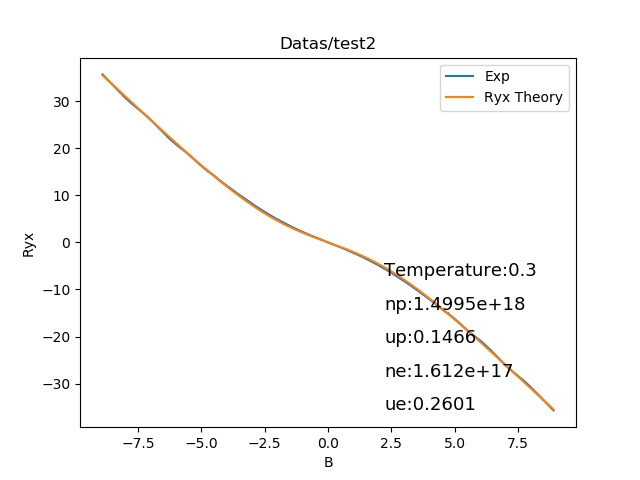 Datas/test2
Exp
Ryx Theory
Ryx
30
20
10
0
−10
−20
−30
Temperature:0.3
np:1.4995e+18
up:0.1466
ne:1.612e+17
ue:0.2601
−7.5 −5.0 −2.5 0.0 2.5 5.0 7.5
B